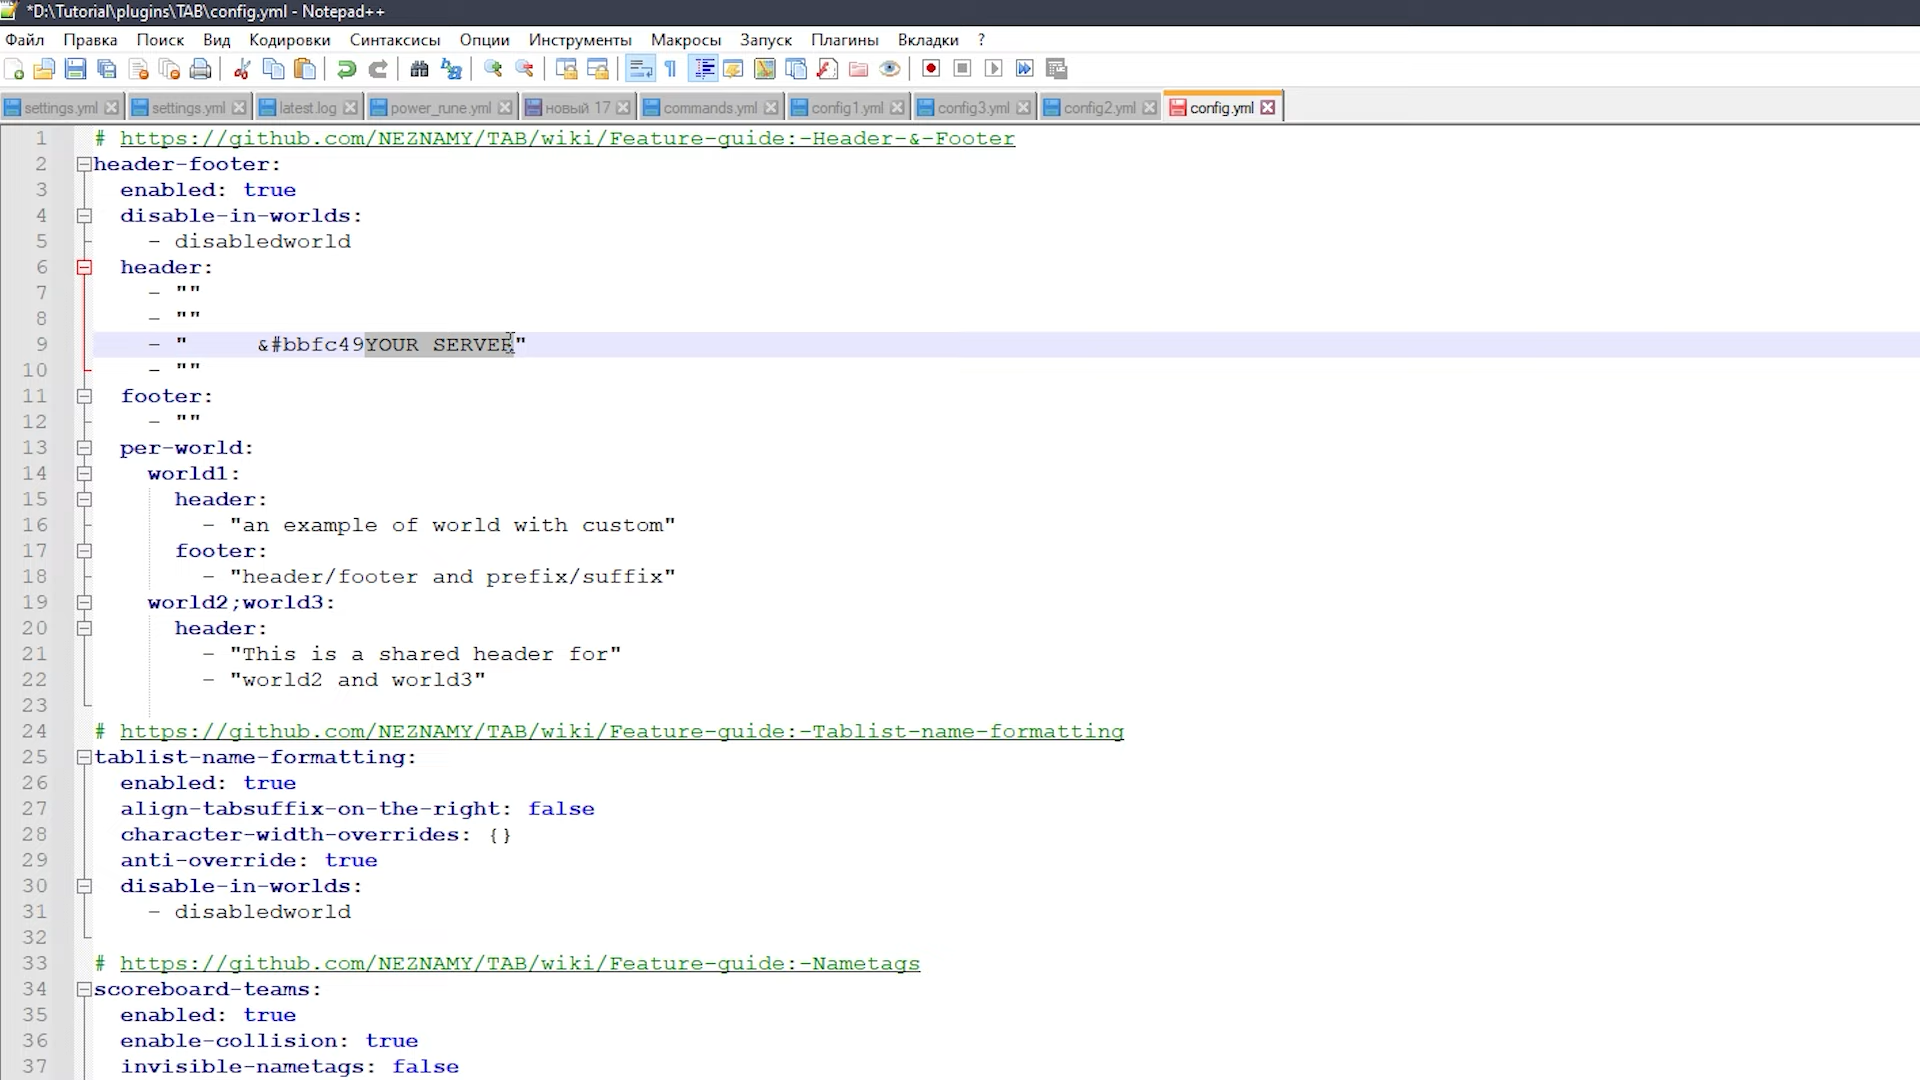 *D:\Tutorial\plugins\TAB\config.yml - Notepad++
Файл Правка Поиск Вид Кодировки Синтаксисы Опции Инструменты Макросы Запуск Плагины Вкладки ?
settings.yml settings.yml latest.log power_rune.yml новый 17 commands.yml config1.yml config3.yml config2.yml config.yml
1 # https://github.com/NEZNAMY/TAB/wiki/Feature-guide:-Header-&-Footer
2 header-footer:
3   enabled: true
4   disable-in-worlds:
5     - disabledworld
6   header:
7     - ""
8     - ""
9     - "     &#bbfc49YOUR SERVER"
10     - ""
11   footer:
12     - ""
13   per-world:
14     world1:
15       header:
16         - "an example of world with custom"
17       footer:
18         - "header/footer and prefix/suffix"
19     world2;world3:
20       header:
21         - "This is a shared header for"
22         - "world2 and world3"
23
24 # https://github.com/NEZNAMY/TAB/wiki/Feature-guide:-Tablist-name-formatting
25 tablist-name-formatting:
26   enabled: true
27   align-tabsuffix-on-the-right: false
28   character-width-overrides: {}
29   anti-override: true
30   disable-in-worlds:
31     - disabledworld
32
33 # https://github.com/NEZNAMY/TAB/wiki/Feature-guide:-Nametags
34 scoreboard-teams:
35   enabled: true
36   enable-collision: true
37   invisible-nametags: false